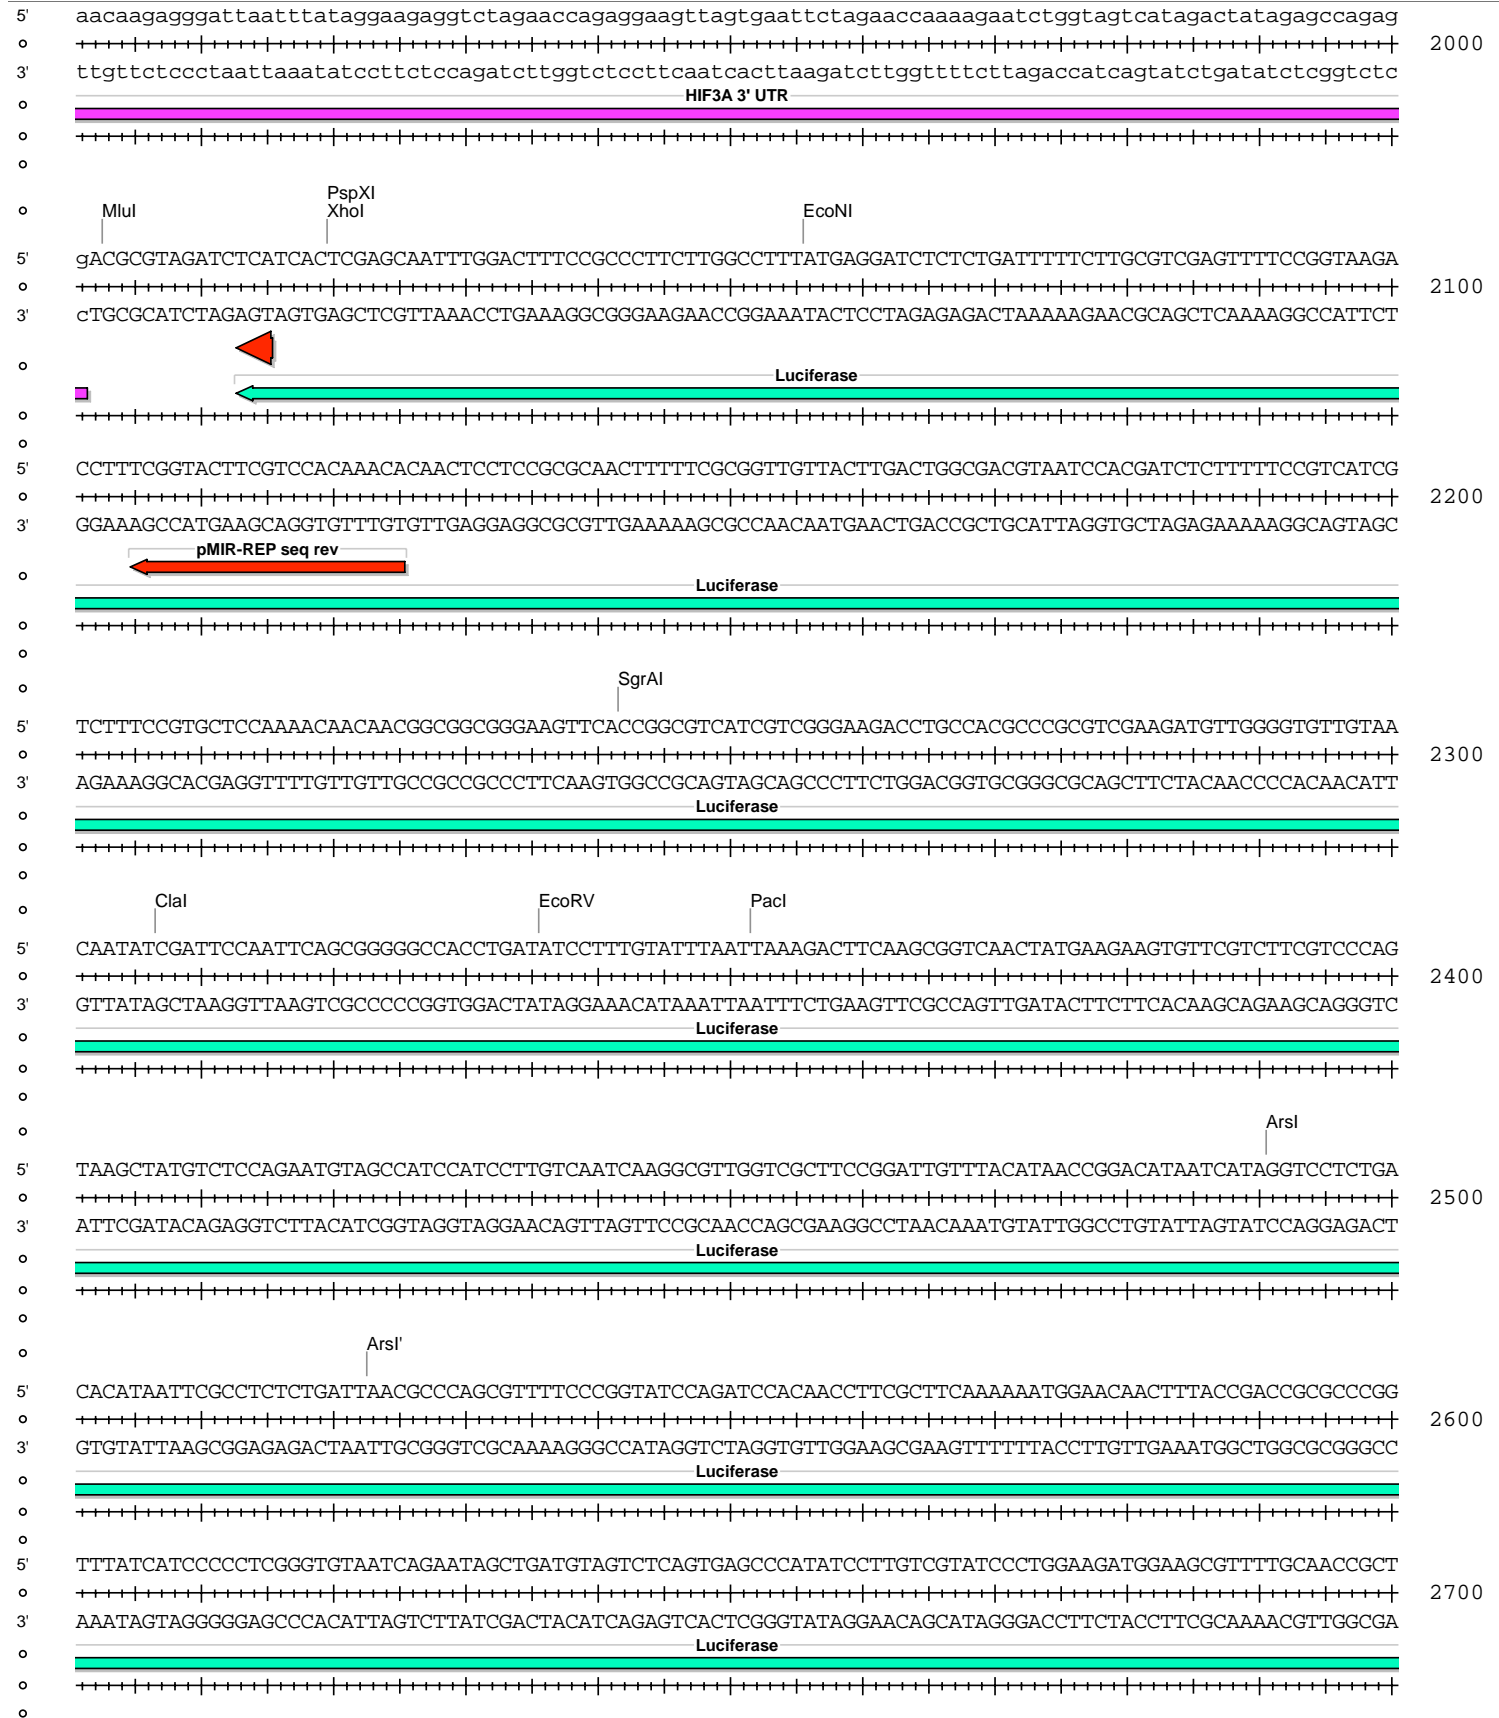 5' aacaagagggattaatttataggaagaggtctagaaccagaggaagttagtgaattctagaaccaaaagaatctggtagtcatagactatagagccagag
2000
3' ttgttctccctaattaaatatccttctccagatcttggtctccttcaatcacttaagatcttggttttcttagaccatcagtatctgatatctcggtctc
HIF3A 3' UTR
PspXI
MluI XhoI EcoNI
5' gACGCGTAGATCTCATCACTCGAGCAATTTGGACTTTCCGCCCTTCTTGGCCTTTATGAGGATCTCTCTGATTTTTCTTGCGTCGAGTTTTCCGGTAAGA
2100
3' cTGCGCATCTAGAGTAGTGAGCTCGTTAAACCTGAAAGGCGGGAAGAACCGGAAATACTCCTAGAGAGACTAAAAAGAACGCAGCTCAAAAGGCCATTCT
Luciferase
5' CCTTTCGGTACTTCGTCCACAAACACAACTCCTCCGCGCAACTTTTTCGCGGTTGTTACTTGACTGGCGACGTAATCCACGATCTCTTTTTCCGTCATCG
2200
3' GGAAAGCCATGAAGCAGGTGTTTGTGTTGAGGAGGCGCGTTGAAAAAGCGCCAACAATGAACTGACCGCTGCATTAGGTGCTAGAGAAAAAGGCAGTAGC
pMIR-REP seq rev
Luciferase
SgrAI
5' TCTTTCCGTGCTCCAAAACAACAACGGCGGCGGGAAGTTCACCGGCGTCATCGTCGGGAAGACCTGCCACGCCCGCGTCGAAGATGTTGGGGTGTTGTAA
2300
3' AGAAAGGCACGAGGTTTTGTTGTTGCCGCCGCCCTTCAAGTGGCCGCAGTAGCAGCCCTTCTGGACGGTGCGGGCGCAGCTTCTACAACCCCACAACATT
Luciferase
ClaI EcoRV PacI
5' CAATATCGATTCCAATTCAGCGGGGGCCACCTGATATCCTTTGTATTTAATTAAAGACTTCAAGCGGTCAACTATGAAGAAGTGTTCGTCTTCGTCCCAG
2400
3' GTTATAGCTAAGGTTAAGTCGCCCCCGGTGGACTATAGGAAACATAAATTAATTTCTGAAGTTCGCCAGTTGATACTTCTTCACAAGCAGAAGCAGGGTC
Luciferase
ArsI
5' TAAGCTATGTCTCCAGAATGTAGCCATCCATCCTTGTCAATCAAGGCGTTGGTCGCTTCCGGATTGTTTACATAACCGGACATAATCATAGGTCCTCTGA
2500
3' ATTCGATACAGAGGTCTTACATCGGTAGGTAGGAACAGTTAGTTCCGCAACCAGCGAAGGCCTAACAAATGTATTGGCCTGTATTAGTATCCAGGAGACT
Luciferase
ArsI'
5' CACATAATTCGCCTCTCTGATTAACGCCCAGCGTTTTCCCGGTATCCAGATCCACAACCTTCGCTTCAAAAAATGGAACAACTTTACCGACCGCGCCCGG
2600
3' GTGTATTAAGCGGAGAGACTAATTGCGGGTCGCAAAAGGGCCATAGGTCTAGGTGTTGGAAGCGAAGTTTTTTACCTTGTTGAAATGGCTGGCGCGGGCC
Luciferase
5' TTTATCATCCCCCTCGGGTGTAATCAGAATAGCTGATGTAGTCTCAGTGAGCCCATATCCTTGTCGTATCCCTGGAAGATGGAAGCGTTTTGCAACCGCT
2700
3' AAATAGTAGGGGGAGCCCACATTAGTCTTATCGACTACATCAGAGTCACTCGGGTATAGGAACAGCATAGGGACCTTCTACCTTCGCAAAACGTTGGCGA
Luciferase